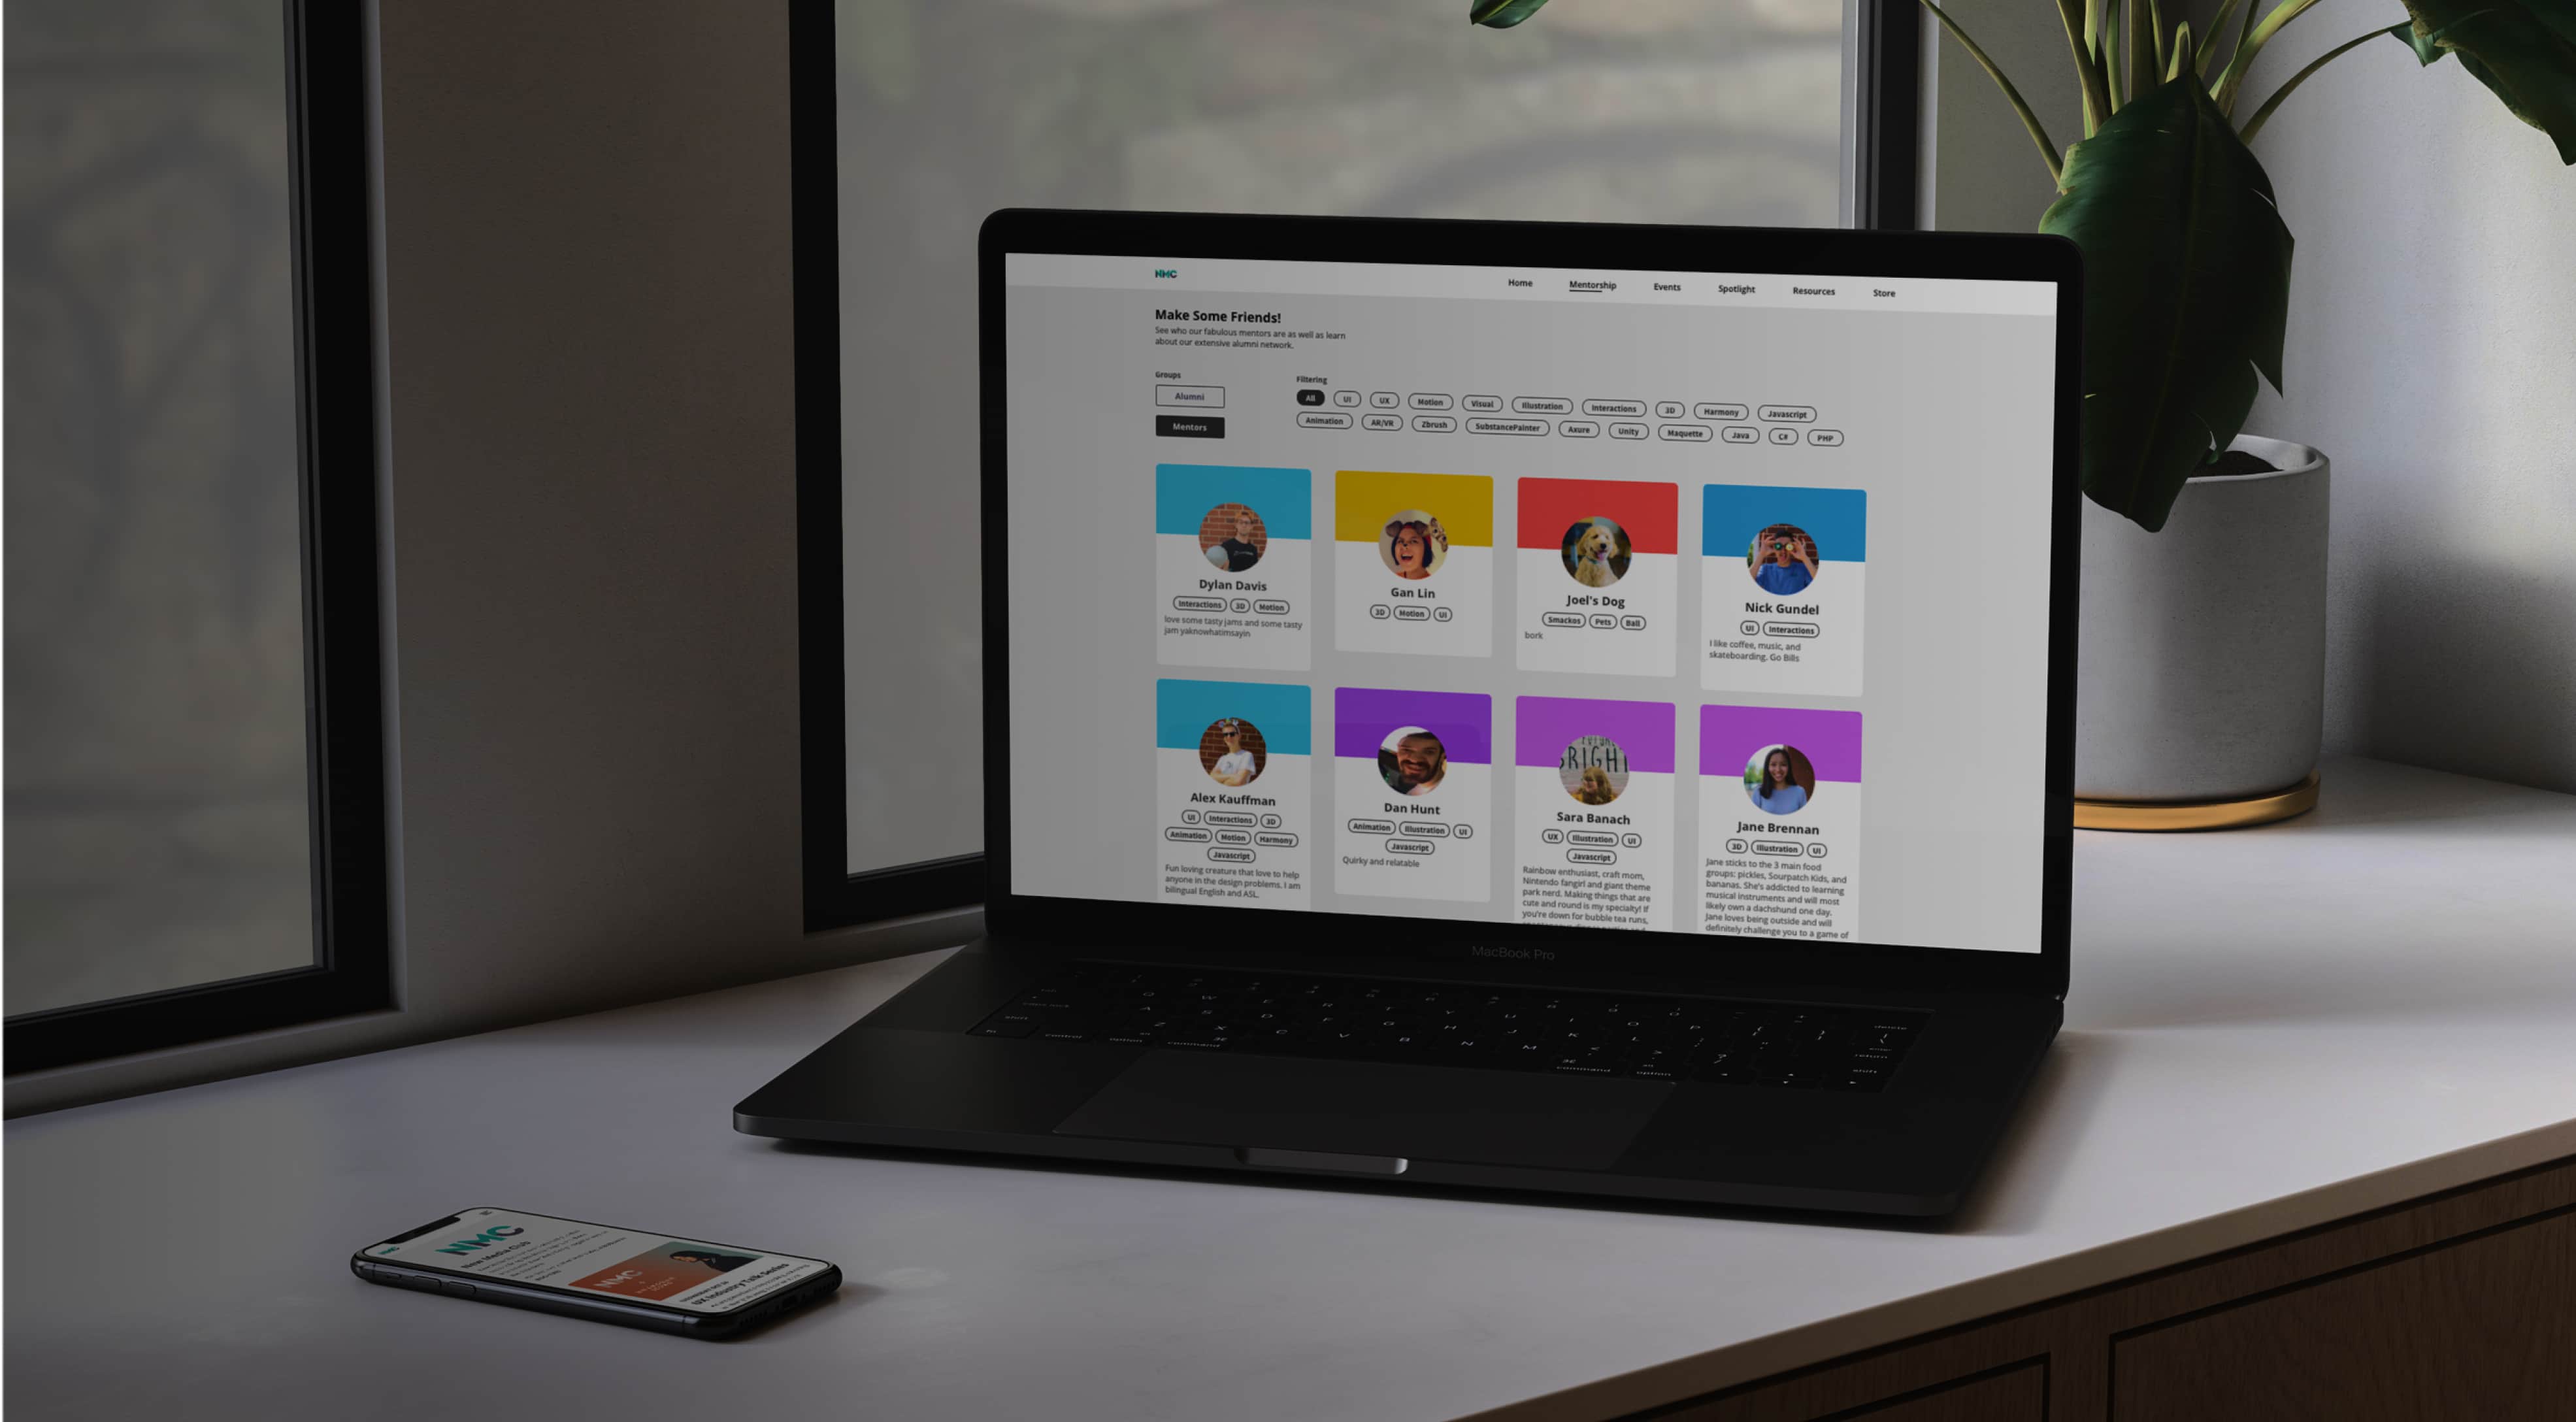 NMC
Home Mentorship Events Spotlight Resources Store
Make Some Friends!
See who our fabulous mentors are as well as learn
about our extensive alumni network.
Groups
Alumni
Mentors
Filtering
All UI UX Motion Visual Illustration Interactions 3D Harmony Javascript
Animation AR/VR Zbrush SubstancePainter Axure Unity Maquette Java C# PHP
Dylan Davis
Interactions 3D Motion
love some tasty jams and some tasty
jam yaknowhatimsayin
Gan Lin
3D Motion UI
Joel's Dog
Smackos Pets Ball
bork
Nick Gundel
UI Interactions
I like coffee, music, and
skateboarding. Go Bills
Alex Kauffman
UI Interactions 3D
Animation Motion Harmony
Javascript
Fun loving creature that love to help
anyone in the design problems. I am
bilingual English and ASL.
Dan Hunt
Animation Illustration UI
Javascript
Quirky and relatable
RIGHT
Sara Banach
UX Illustration UI
Javascript
Rainbow enthusiast, craft mom,
Nintendo fangirl and giant theme
park nerd. Making things that are
cute and round is my specialty! If
you're down for bubble tea runs,
Jane Brennan
3D Illustration UI
Jane sticks to the 3 main food
groups: pickles, Sourpatch Kids, and
bananas. She's addicted to learning
musical instruments and will most
likely own a dachshund one day.
Jane loves being outside and will
definitely challenge you to a game of
MacBook Pro
NMC
New Media Club
NMC
UX Industry Talk Series